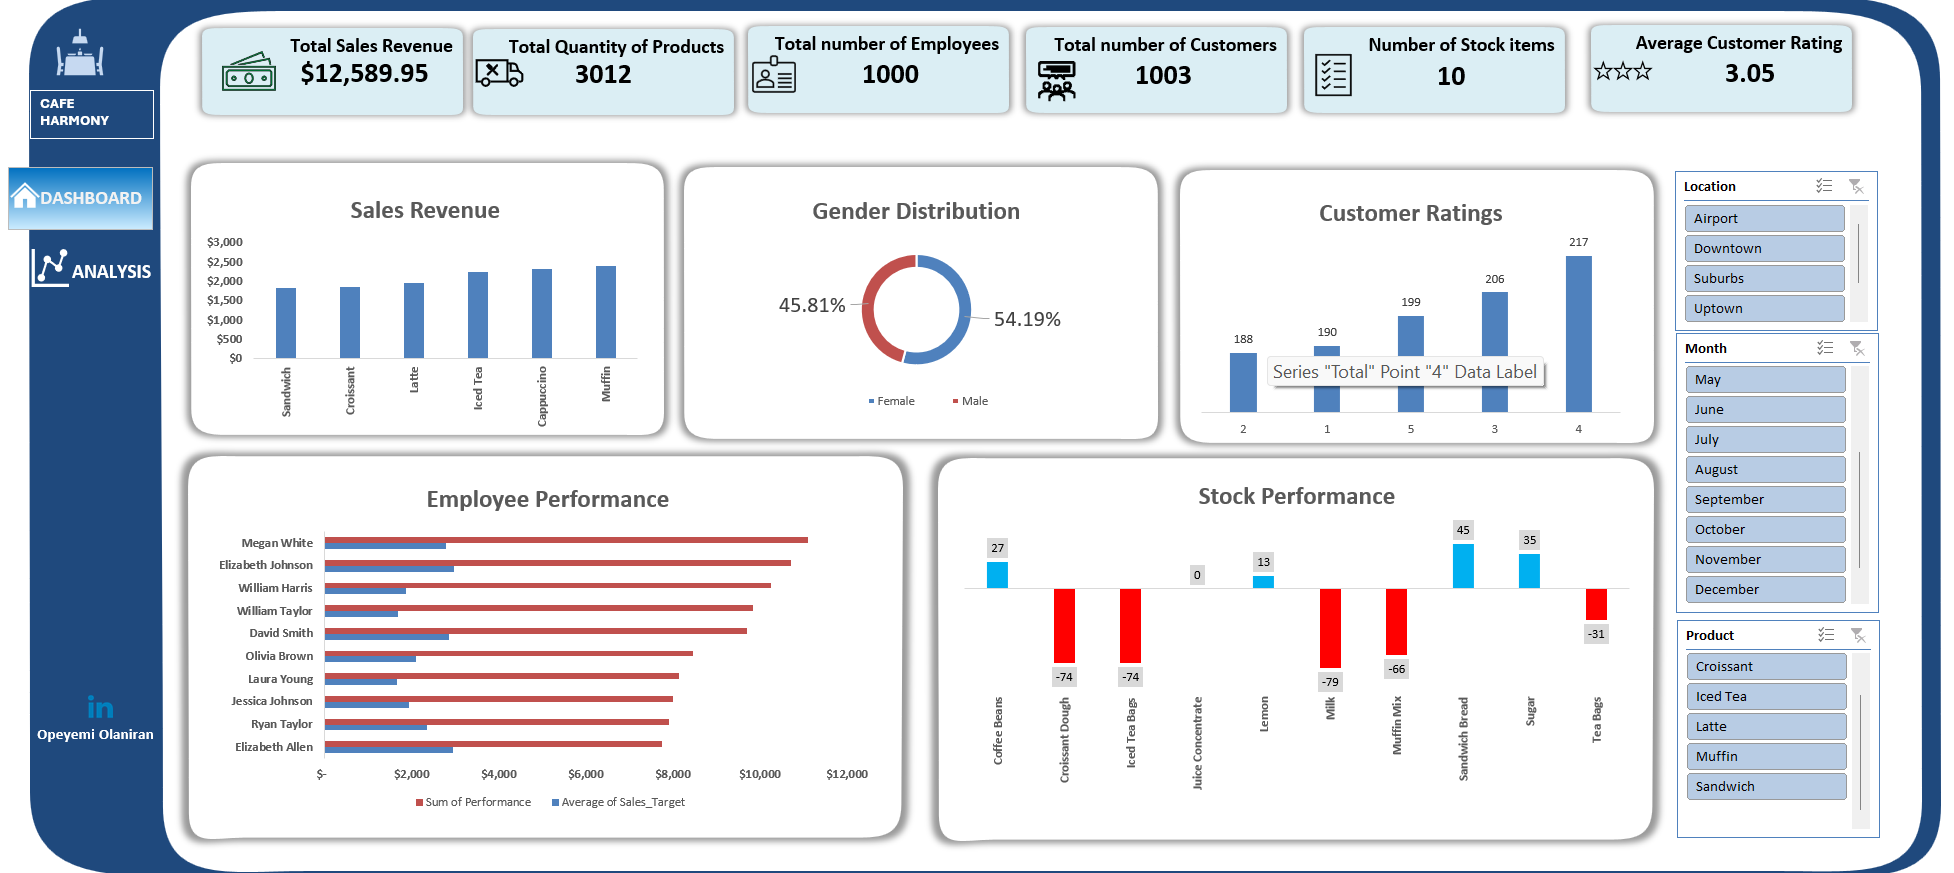 CAFE
HARMONY
DASHBOARD
ANALYSIS
Opeyemi Olaniran
Total Sales Revenue
$12,589.95
Total Quantity of Products
3012
Total number of Employees
1000
Total number of Customers
1003
Number of Stock items
10
Average Customer Rating
3.05
Sales Revenue
$3,000
$2,500
$2,000
$1,500
$1,000
$500
$0
Sandwich
Croissant
Latte
Iced Tea
Cappuccino
Muffin
Gender Distribution
45.81%
54.19%
Female
Male
Customer Ratings
188
190
199
206
217
Series "Total" Point "4" Data Label
2
1
5
3
4
Employee Performance
Megan White
Elizabeth Johnson
William Harris
William Taylor
David Smith
Olivia Brown
Laura Young
Jessica Johnson
Ryan Taylor
Elizabeth Allen
$-
$2,000
$4,000
$6,000
$8,000
$10,000
$12,000
Sum of Performance
Average of Sales_Target
Stock Performance
27
-74
-74
0
13
-79
-66
45
35
-31
Coffee Beans
Croissant Dough
Iced Tea Bags
Juice Concentrate
Lemon
Milk
Muffin Mix
Sandwich Bread
Sugar
Tea Bags
Location
Airport
Downtown
Suburbs
Uptown
Month
May
June
July
August
September
October
November
December
Product
Croissant
Iced Tea
Latte
Muffin
Sandwich